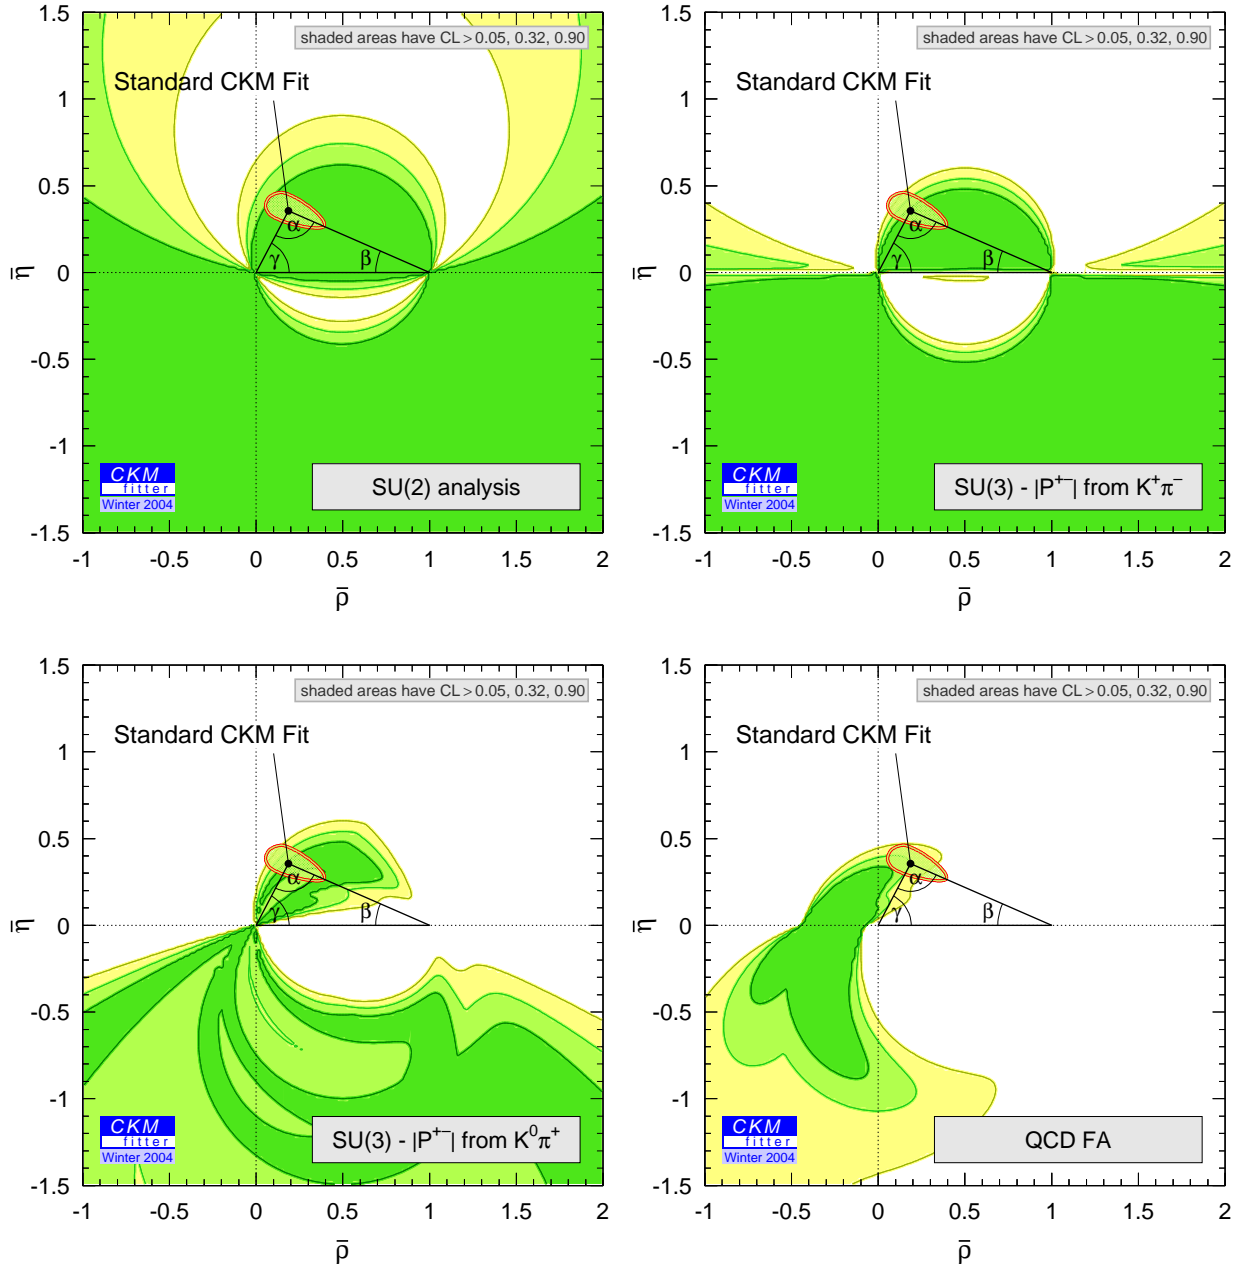 shaded areas have CL > 0.05, 0.32, 0.90
Standard CKM Fit
α
γ
β
1.5
1
0.5
0
-0.5
-1
-1.5
η̄
CKM
fitter
Winter 2004
SU(2) analysis
-1 -0.5 0 0.5 1 1.5 2
ρ̄
shaded areas have CL > 0.05, 0.32, 0.90
Standard CKM Fit
α
γ
β
1.5
1
0.5
0
-0.5
-1
-1.5
η̄
CKM
fitter
Winter 2004
SU(3) - |P⁺⁻| from K⁺π⁻
-1 -0.5 0 0.5 1 1.5 2
ρ̄
shaded areas have CL > 0.05, 0.32, 0.90
Standard CKM Fit
α
γ
β
1.5
1
0.5
0
-0.5
-1
-1.5
η̄
CKM
fitter
Winter 2004
SU(3) - |P⁺⁻| from K⁰π⁺
-1 -0.5 0 0.5 1 1.5 2
ρ̄
shaded areas have CL > 0.05, 0.32, 0.90
Standard CKM Fit
α
γ
β
1.5
1
0.5
0
-0.5
-1
-1.5
η̄
CKM
fitter
Winter 2004
QCD FA
-1 -0.5 0 0.5 1 1.5 2
ρ̄